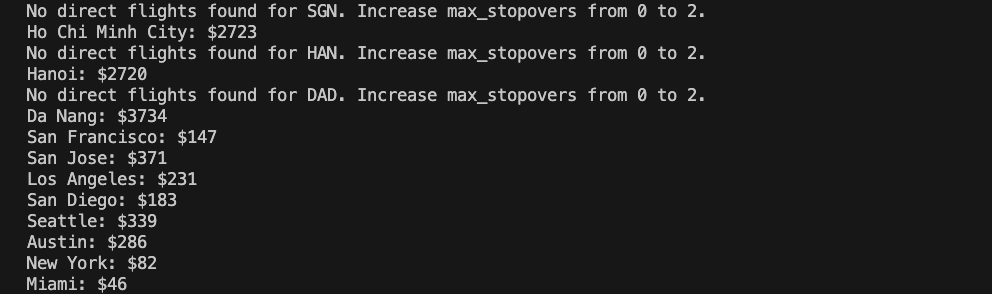 No direct flights found for SGN. Increase max_stopovers from 0 to 2.
Ho Chi Minh City: $2723
No direct flights found for HAN. Increase max_stopovers from 0 to 2.
Hanoi: $2720
No direct flights found for DAD. Increase max_stopovers from 0 to 2.
Da Nang: $3734
San Francisco: $147
San Jose: $371
Los Angeles: $231
San Diego: $183
Seattle: $339
Austin: $286
New York: $82
Miami: $46